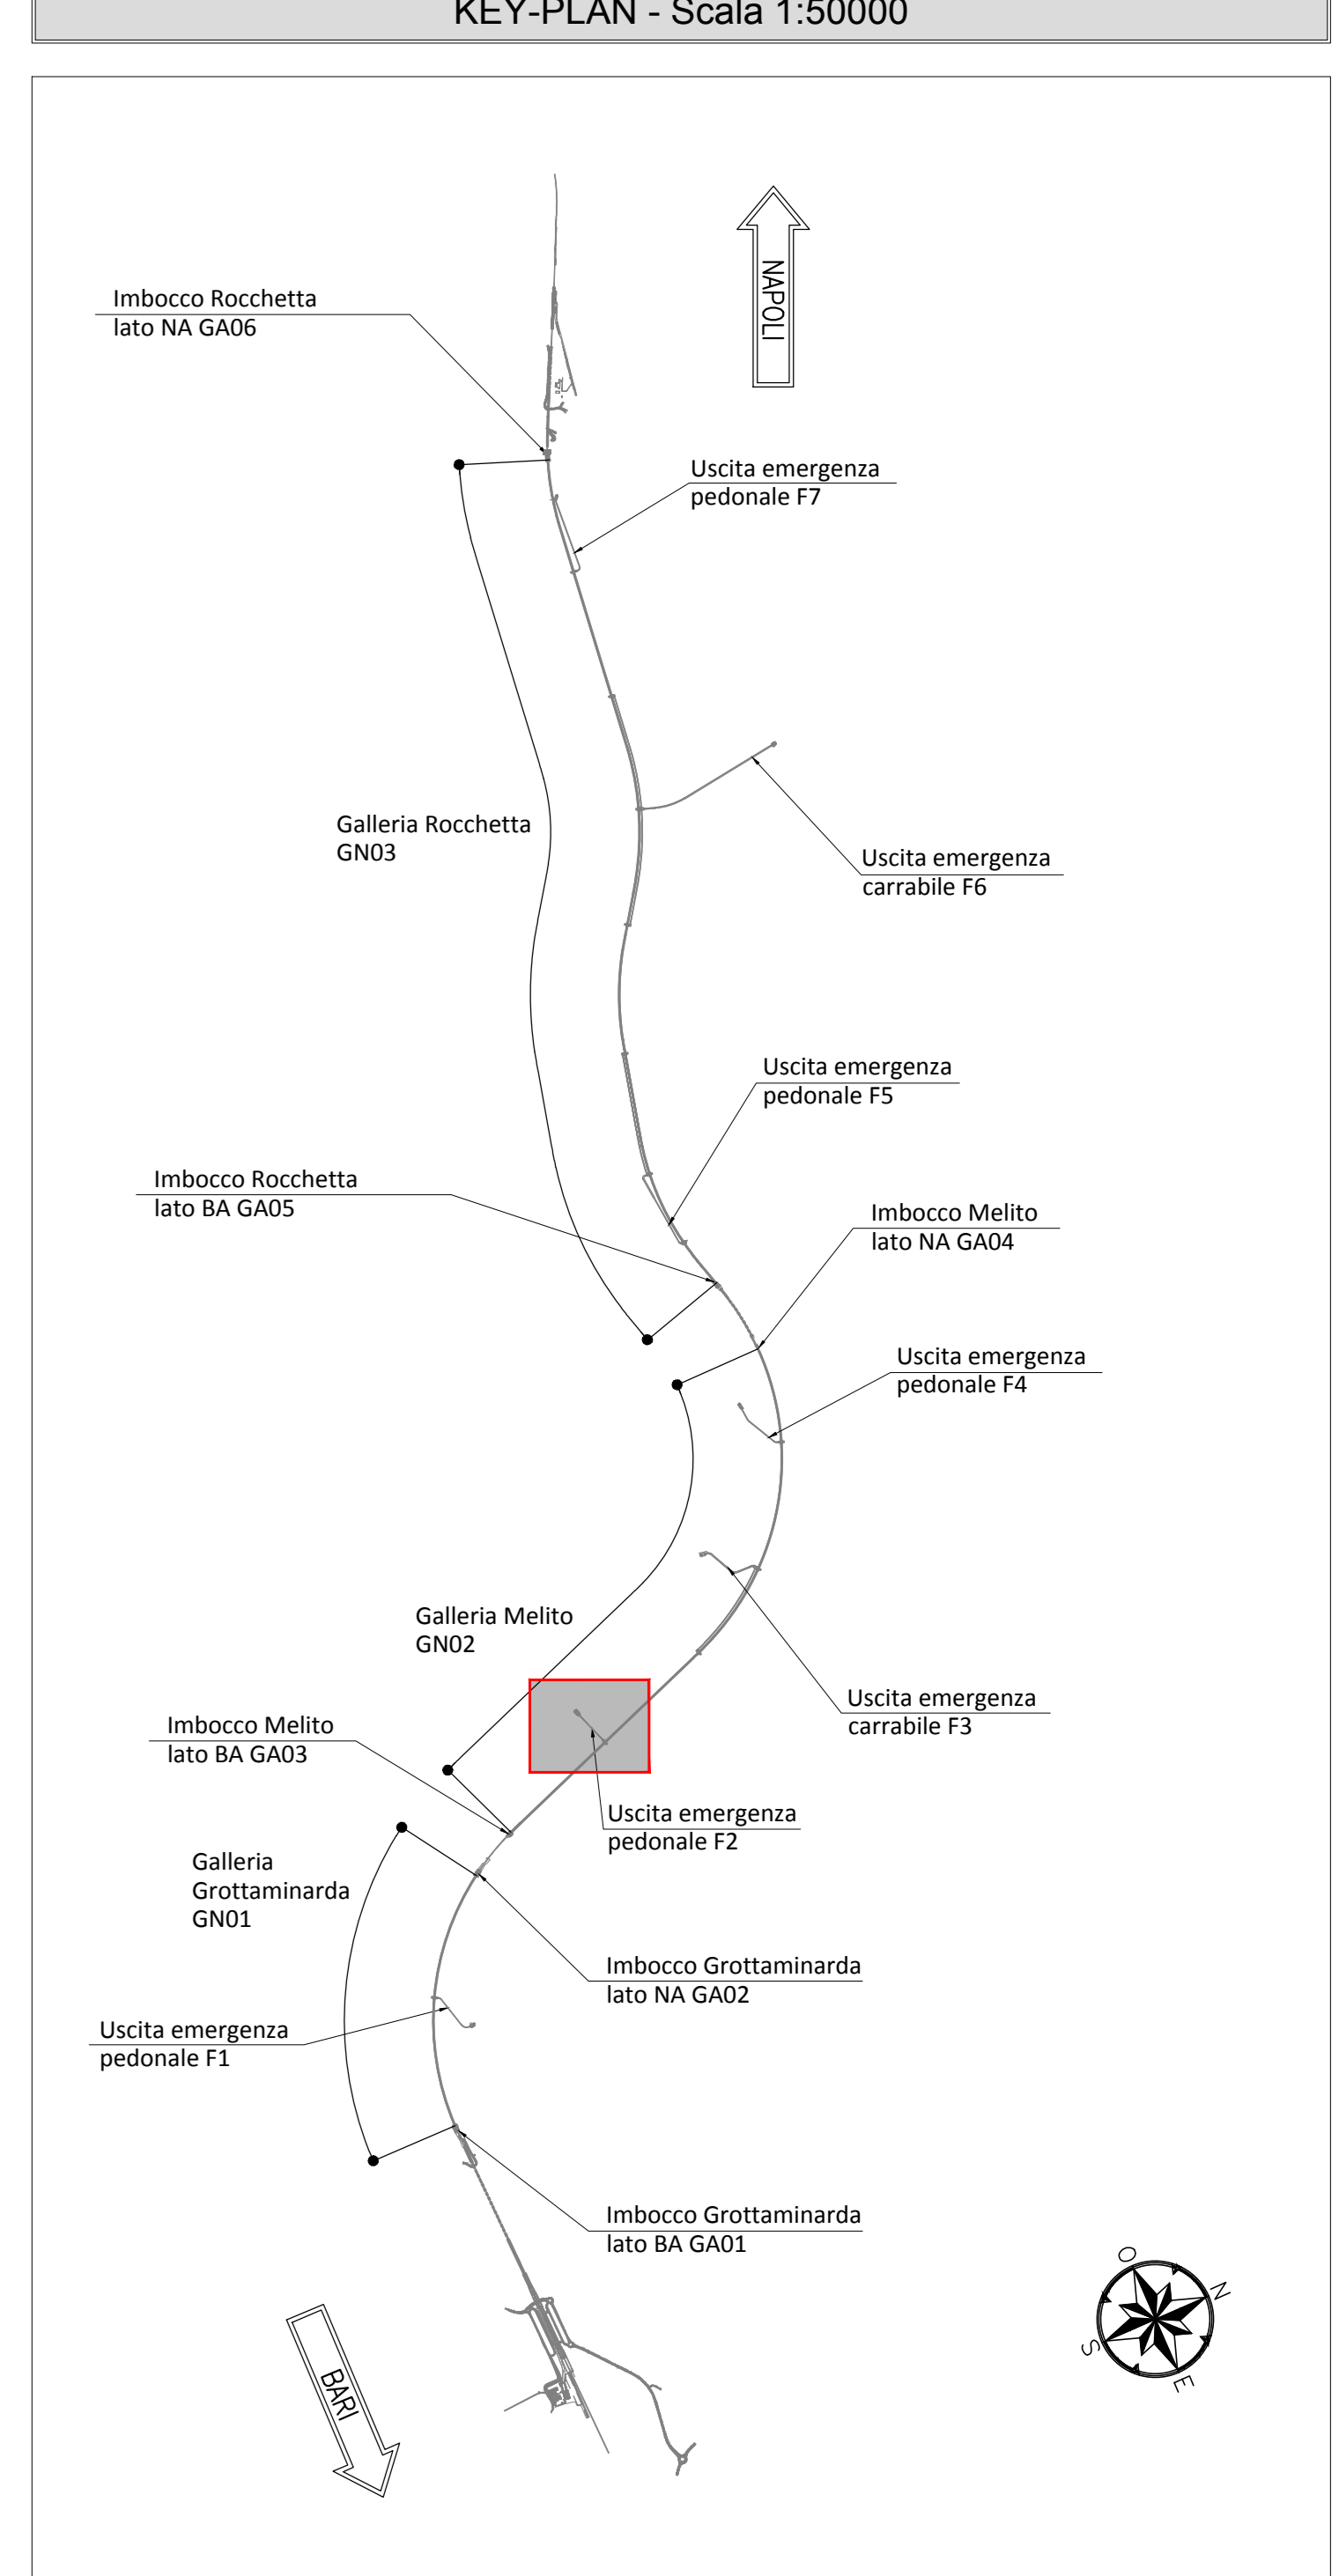 KEY-PLAN - Scala 1:50000
NAPOLI
Imbocco Rocchetta
lato NA GA06
Uscita emergenza
pedonale F7
Galleria Rocchetta
GN03
Uscita emergenza
carrabile F6
Uscita emergenza
pedonale F5
Imbocco Rocchetta
lato BA GA05
Imbocco Melito
lato NA GA04
Uscita emergenza
pedonale F4
Galleria Melito
GN02
Uscita emergenza
carrabile F3
Imbocco Melito
lato BA GA03
Uscita emergenza
pedonale F2
Galleria
Grottaminarda
GN01
Imbocco Grottaminarda
lato NA GA02
Uscita emergenza
pedonale F1
Imbocco Grottaminarda
lato BA GA01
O
N
S
E
BARI